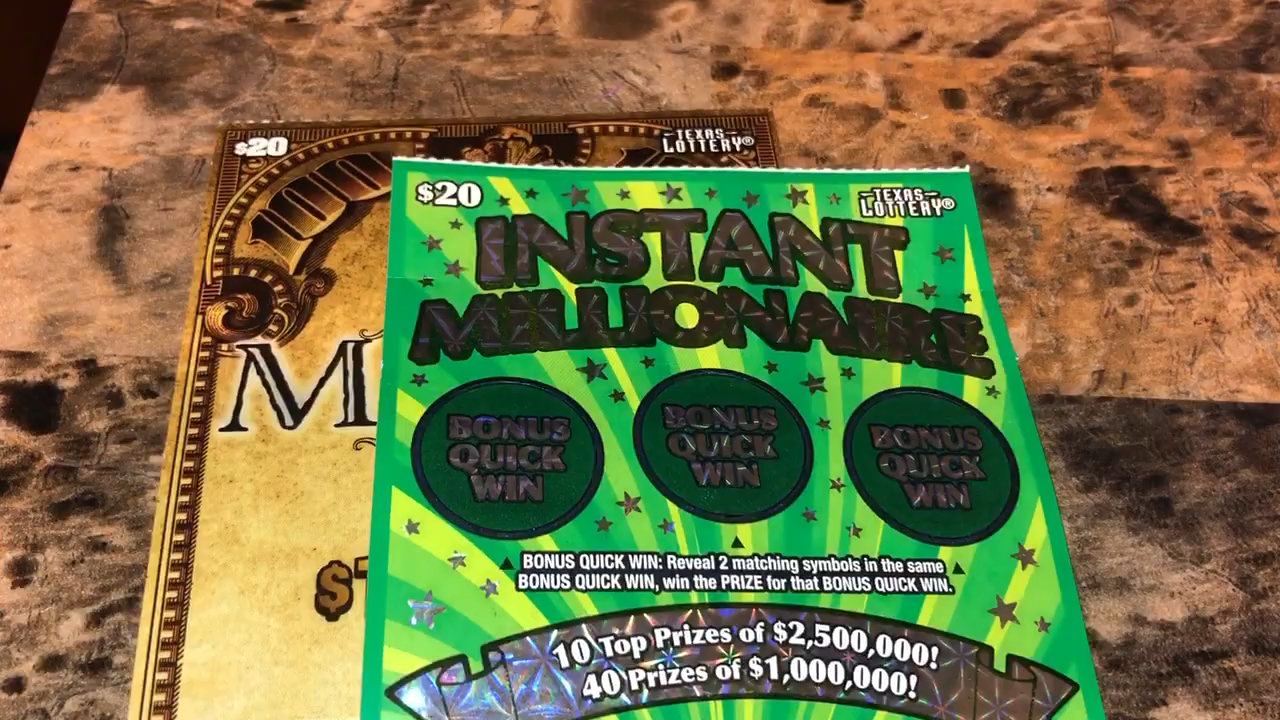 $20
TEXAS
LOTTERY®
M
$
$20
TEXAS
LOTTERY®
INSTANT
MILLIONAIRE
BONUS
QUICK
WIN
BONUS
QUICK
WIN
BONUS
QUICK
WIN
BONUS QUICK WIN: Reveal 2 matching symbols in the same
BONUS QUICK WIN, win the PRIZE for that BONUS QUICK WIN.
10 Top Prizes of $2,500,000!
40 Prizes of $1,000,000!